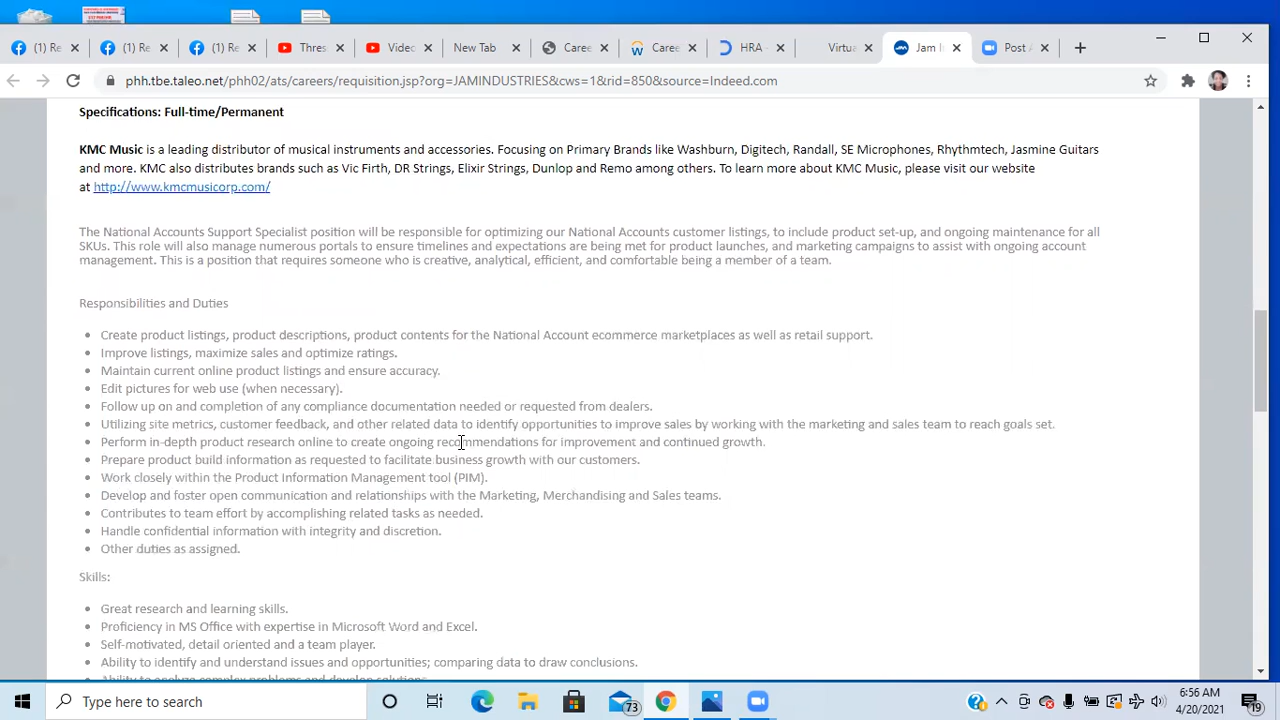 (1) Re
(1) Re
(1) Re
Thres
Video
New Tab
Caree
Caree
HRA -
Virtua
Jam I
Post A
phh.tbe.taleo.net/phh02/ats/careers/requisition.jsp?org=JAMINDUSTRIES&cws=1&rid=850&source=Indeed.com
Specifications: Full-time/Permanent
KMC Music is a leading distributor of musical instruments and accessories. Focusing on Primary Brands like Washburn, Digitech, Randall, SE Microphones, Rhythmtech, Jasmine Guitars
and more. KMC also distributes brands such as Vic Firth, DR Strings, Elixir Strings, Dunlop and Remo among others. To learn more about KMC Music, please visit our website
at http://www.kmcmusicorp.com/
The National Accounts Support Specialist position will be responsible for optimizing our National Accounts customer listings, to include product set-up, and ongoing maintenance for all
SKUs. This role will also manage numerous portals to ensure timelines and expectations are being met for product launches, and marketing campaigns to assist with ongoing account
management. This is a position that requires someone who is creative, analytical, efficient, and comfortable being a member of a team.
Responsibilities and Duties
• Create product listings, product descriptions, product contents for the National Account ecommerce marketplaces as well as retail support.
• Improve listings, maximize sales and optimize ratings.
• Maintain current online product listings and ensure accuracy.
• Edit pictures for web use (when necessary).
• Follow up on and completion of any compliance documentation needed or requested from dealers.
• Utilizing site metrics, customer feedback, and other related data to identify opportunities to improve sales by working with the marketing and sales team to reach goals set.
• Perform in-depth product research online to create ongoing recommendations for improvement and continued growth.
• Prepare product build information as requested to facilitate business growth with our customers.
• Work closely within the Product Information Management tool (PIM).
• Develop and foster open communication and relationships with the Marketing, Merchandising and Sales teams.
• Contributes to team effort by accomplishing related tasks as needed.
• Handle confidential information with integrity and discretion.
• Other duties as assigned.
Skills:
• Great research and learning skills.
• Proficiency in MS Office with expertise in Microsoft Word and Excel.
• Self-motivated, detail oriented and a team player.
• Ability to identify and understand issues and opportunities; comparing data to draw conclusions.
• Ability to analyze complex problems and develop solutions.
Type here to search
73
6:56 AM
4/20/2021
19